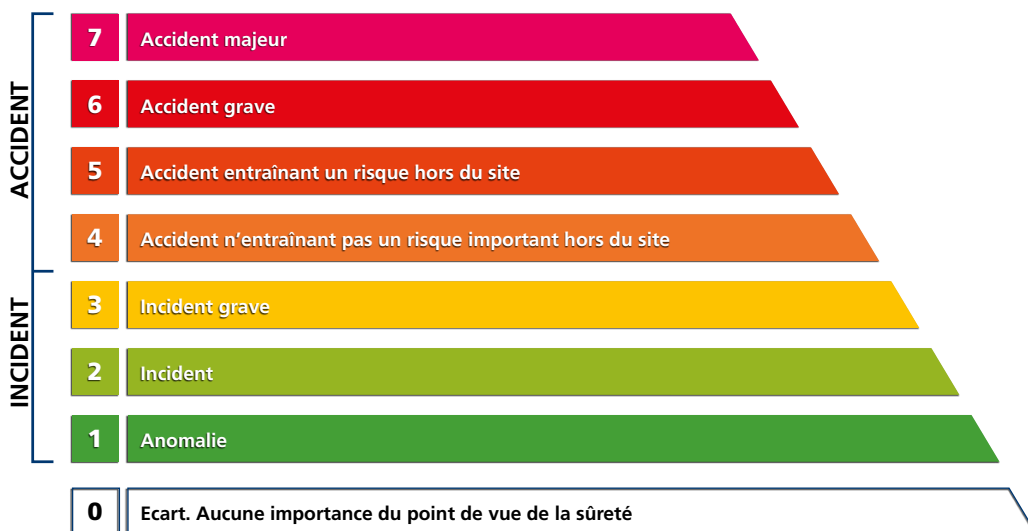 ACCIDENT
7 Accident majeur
6 Accident grave
5 Accident entraînant un risque hors du site
4 Accident n’entraînant pas un risque important hors du site
INCIDENT
3 Incident grave
2 Incident
1 Anomalie
0 Ecart. Aucune importance du point de vue de la sûreté